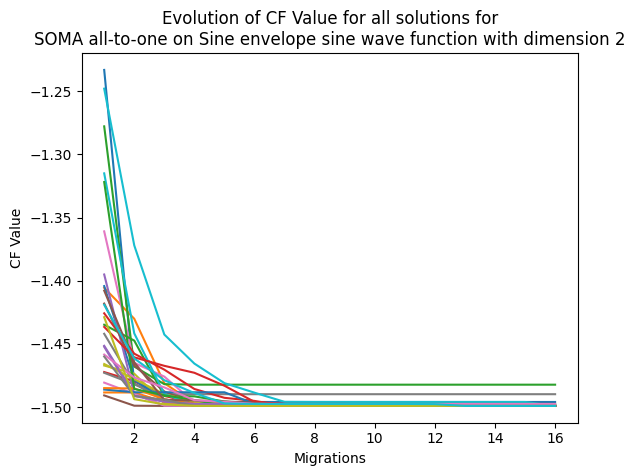 Evolution of CF Value for all solutions for
SOMA all-to-one on Sine envelope sine wave function with dimension 2
−1.25
−1.30
−1.35
−1.40
−1.45
−1.50
CF Value
2 4 6 8 10 12 14 16
Migrations